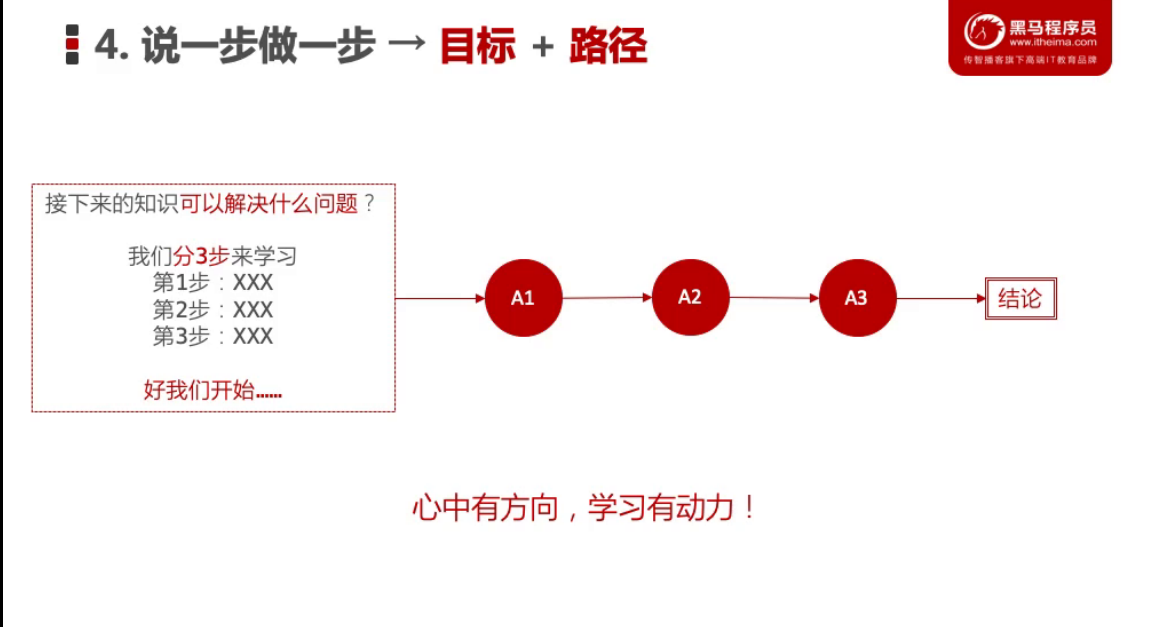 4. 说一步做一步 → 目标 + 路径
黑马程序员
www.itheima.com
传智播客旗下高端IT教育品牌
接下来的知识可以解决什么问题？
我们分3步来学习
第1步：XXX
第2步：XXX
第3步：XXX
好我们开始……
A1
A2
A3
结论
心中有方向，学习有动力！